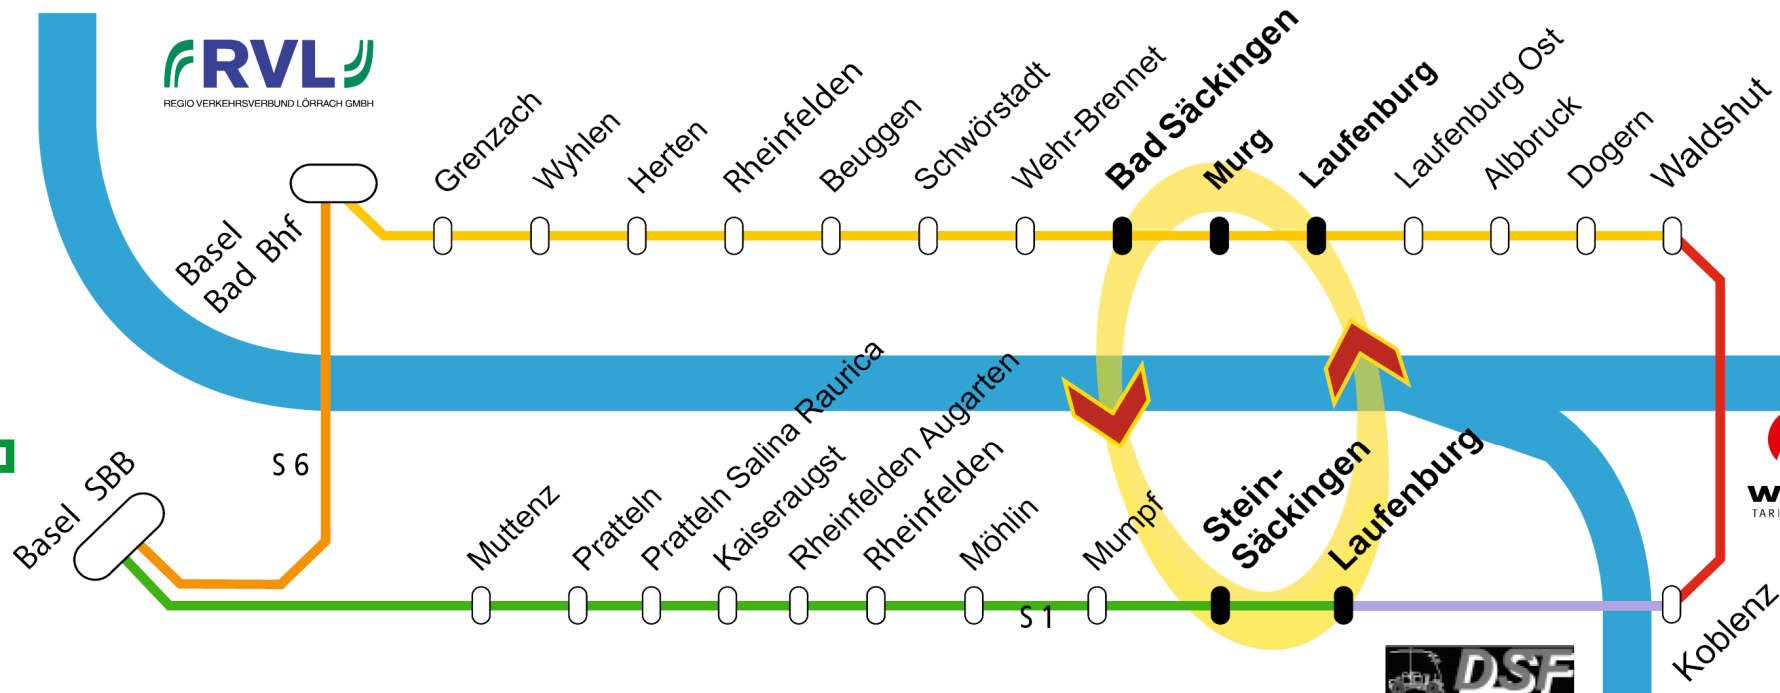 RVL
REGIO VERKEHRSVERBUND LÖRRACH GMBH
Basel
Bad Bhf
Grenzach
Wyhlen
Herten
Rheinfelden
Beuggen
Schwörstadt
Wehr-Brennet
Bad Säckingen
Murg
Laufenburg
Laufenburg Ost
Albbruck
Dogern
Waldshut
S 6
Basel SBB
Muttenz
Pratteln
Pratteln Salina Raurica
Kaiseraugst
Rheinfelden Augarten
Rheinfelden
Möhlin
Mumpf
Stein-
Säckingen
Laufenburg
Koblenz
S 1
DSF